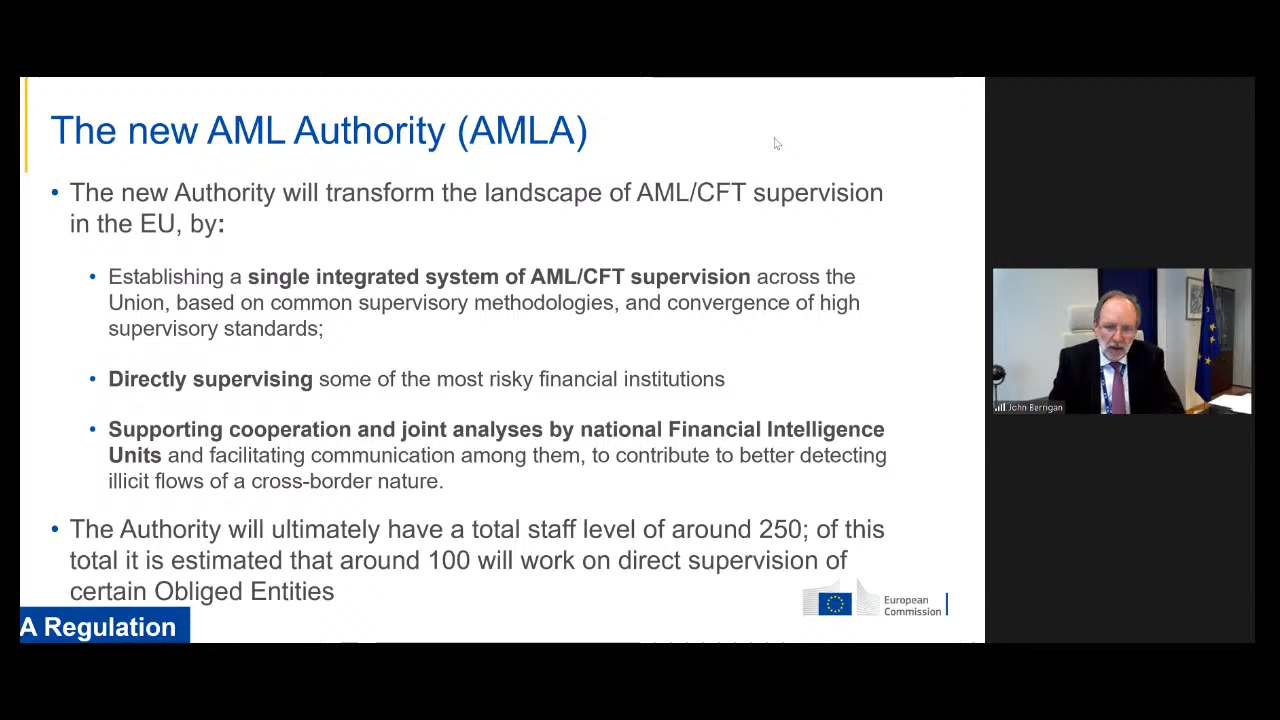 The new AML Authority (AMLA)
• The new Authority will transform the landscape of AML/CFT supervision
in the EU, by:
• Establishing a single integrated system of AML/CFT supervision across the
Union, based on common supervisory methodologies, and convergence of high
supervisory standards;
• Directly supervising some of the most risky financial institutions
• Supporting cooperation and joint analyses by national Financial Intelligence
Units and facilitating communication among them, to contribute to better detecting
illicit flows of a cross-border nature.
• The Authority will ultimately have a total staff level of around 250; of this
total it is estimated that around 100 will work on direct supervision of
certain Obliged Entities
European
Commission
A Regulation
John Berrigan